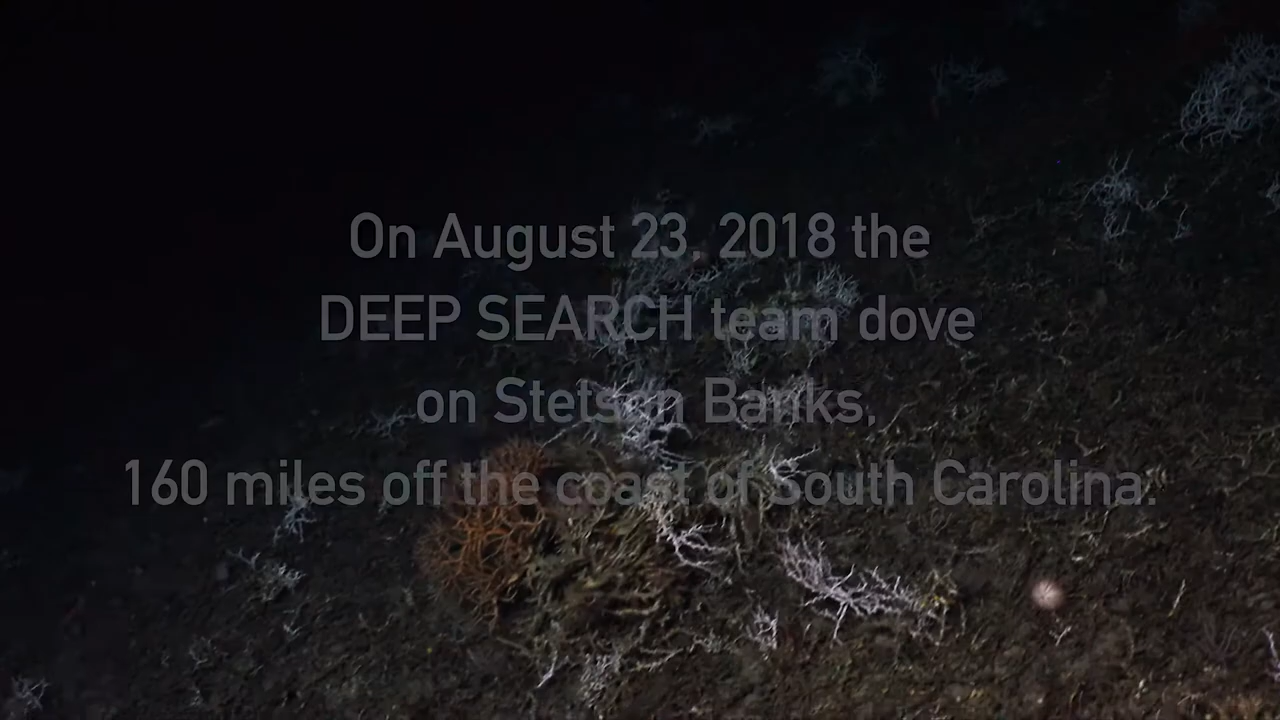 On August 23, 2018 the
DEEP SEARCH team dove
on Stetson Banks,
160 miles off the coast of South Carolina.